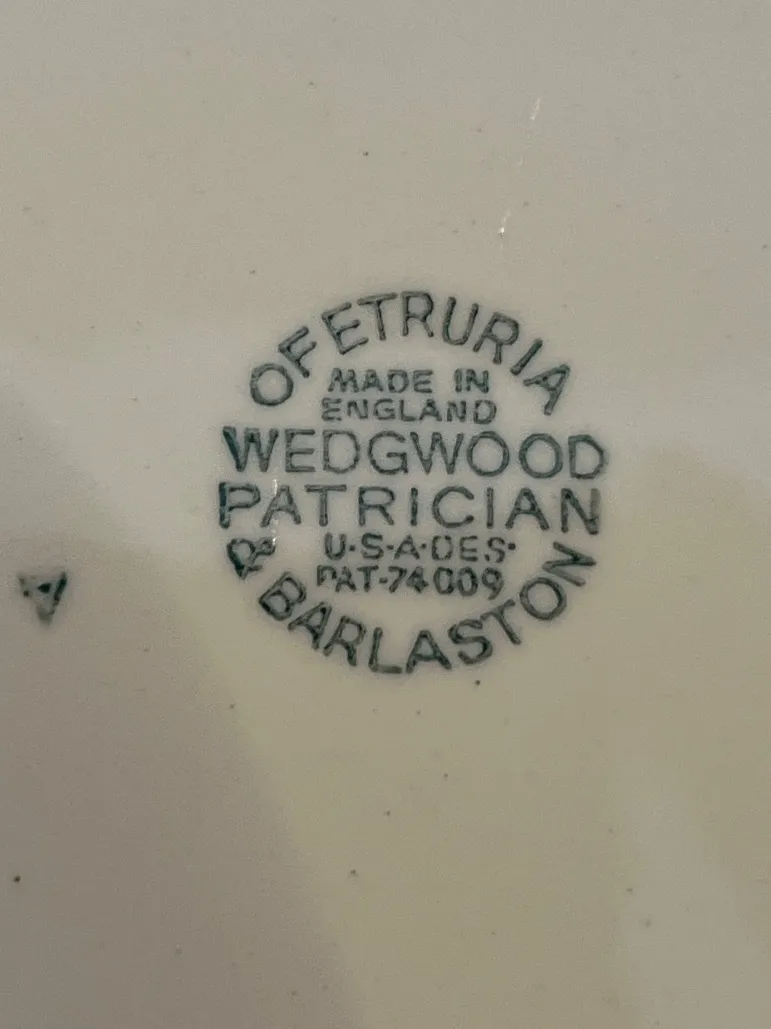 OF ETRURIA
MADE IN
ENGLAND
WEDGWOOD
PATRICIAN
U·S·A·DES·
PAT·74009
& BARLASTON